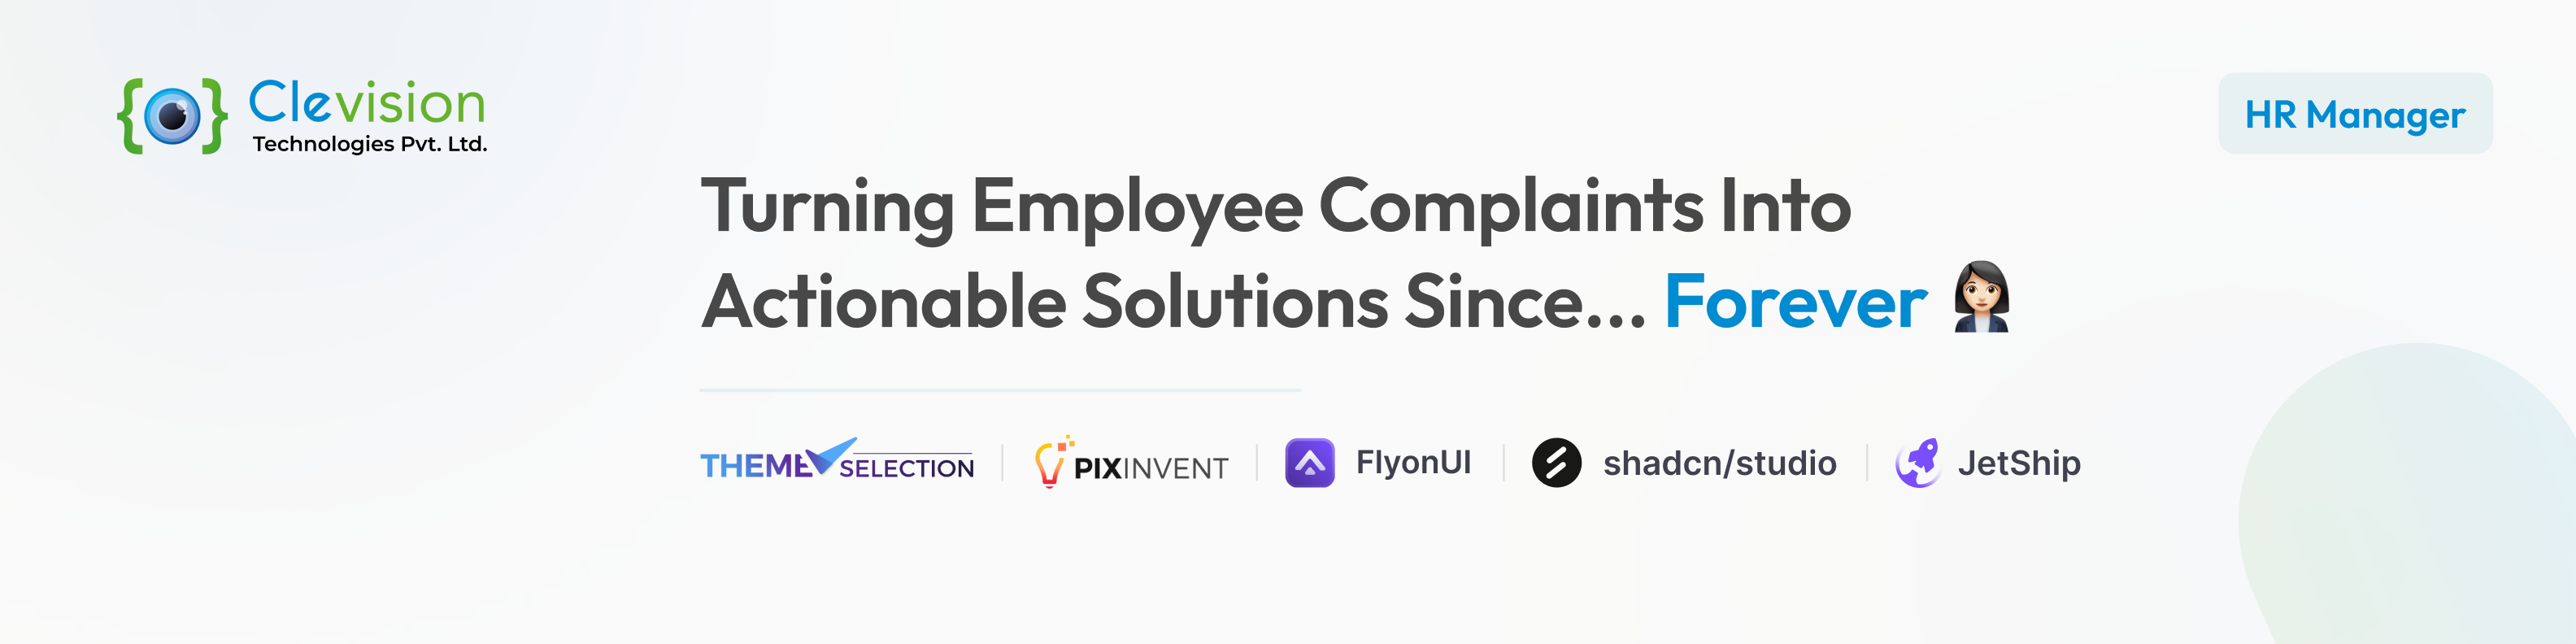 Clevision
Technologies Pvt. Ltd.
HR Manager
Turning Employee Complaints Into
Actionable Solutions Since... Forever
THEMESELECTION
PIXINVENT
FlyonUI
shadcn/studio
JetShip